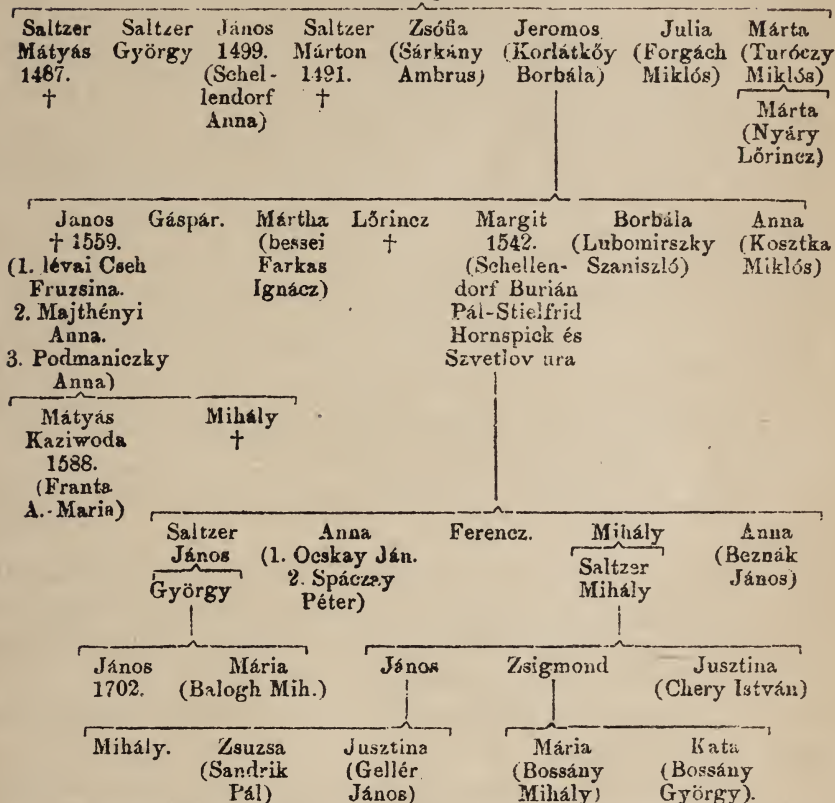 Saltzer Saltzer János Saltzer Zsófia Jeromos Julia Márta
Mátyás György 1499. Márton (Sárkány (Korlátkőy (Forgách (Turóczy
1487. (Schel- 1491. Ambrus) Borbála) Miklós) Miklós)
† lendorf †
Anna) Márta
(Nyáry
Lőrincz)
Janos Gáspár. Mártha Lőrincz Margit Borbála Anna
† 1559. (bessei † 1542. (Lubomirszky (Kosztka
(1. lévai Cseh Farkas (Schellen- Szaniszló) Miklós)
Fruzsina. Ignácz) dorf Burián
2. Majthényi Pál-Stielfrid
Anna. Hornspick és
3. Podmaniczky Szvetlov ura
Anna)
Mátyás Mihály
Kaziwoda †
1588.
(Franta
A.-Maria)
Saltzer Anna Ferencz. Mihály Anna
János (1. Ocskay Ján. Saltzer (Beznák
György 2. Spáczay Mihály János)
Péter)
János Mária János Zsigmond Jusztina
1702. (Balogh Mih.) (Chery István)
Mihály. Zsuzsa Jusztina Mária Kata
(Sandrik (Gellér (Bossány (Bossány
Pál) János) Mihály) György).